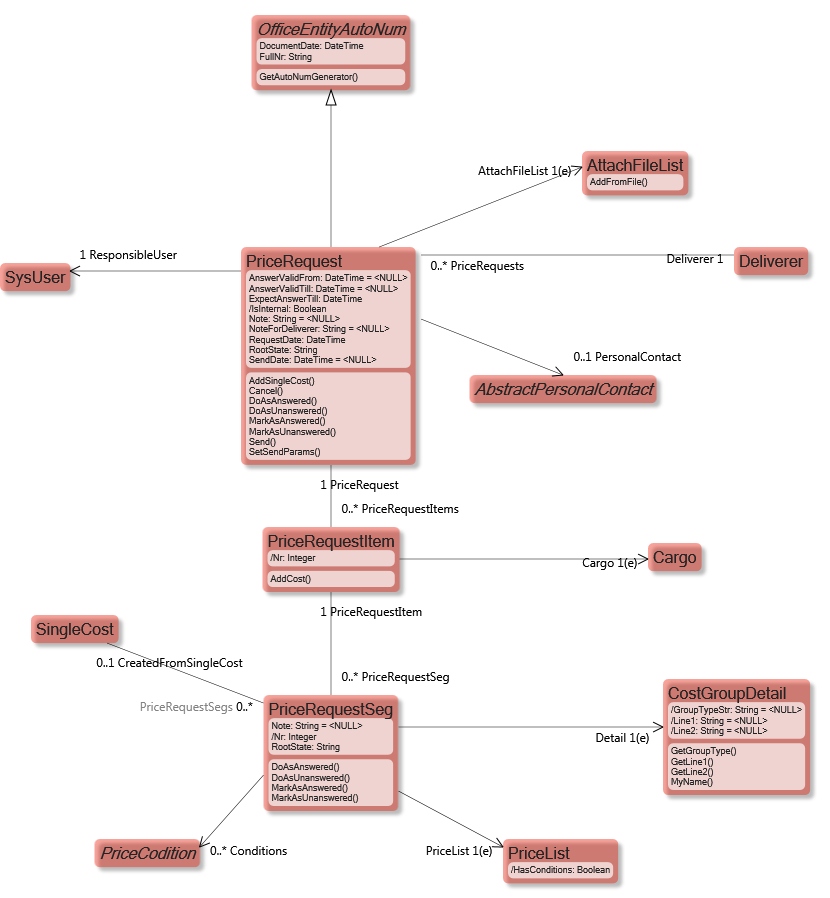 OfficeEntityAutoNum
DocumentDate: DateTime
FullNr: String
GetAutoNumGenerator()
AttachFileList 1(e)
AttachFileList
AddFromFile()
1 ResponsibleUser
SysUser
PriceRequest
AnswerValidFrom: DateTime = <NULL>
AnswerValidTill: DateTime = <NULL>
ExpectAnswerTill: DateTime
/IsInternal: Boolean
Note: String = <NULL>
NoteForDeliverer: String = <NULL>
RequestDate: DateTime
RootState: String
SendDate: DateTime = <NULL>
AddSingleCost()
Cancel()
DoAsAnswered()
DoAsUnanswered()
MarkAsAnswered()
MarkAsUnanswered()
Send()
SetSendParams()
0..* PriceRequests
Deliverer 1
Deliverer
0..1 PersonalContact
AbstractPersonalContact
1 PriceRequest
0..* PriceRequestItems
PriceRequestItem
/Nr: Integer
AddCost()
Cargo 1(e)
Cargo
1 PriceRequestItem
SingleCost
0..1 CreatedFromSingleCost
0..* PriceRequestSeg
PriceRequestSegs 0..*
PriceRequestSeg
Note: String = <NULL>
/Nr: Integer
RootState: String
DoAsAnswered()
DoAsUnanswered()
MarkAsAnswered()
MarkAsUnanswered()
Detail 1(e)
CostGroupDetail
/GroupTypeStr: String = <NULL>
/Line1: String = <NULL>
/Line2: String = <NULL>
GetGroupType()
GetLine1()
GetLine2()
MyName()
PriceCodition
0..* Conditions
PriceList 1(e)
PriceList
/HasConditions: Boolean